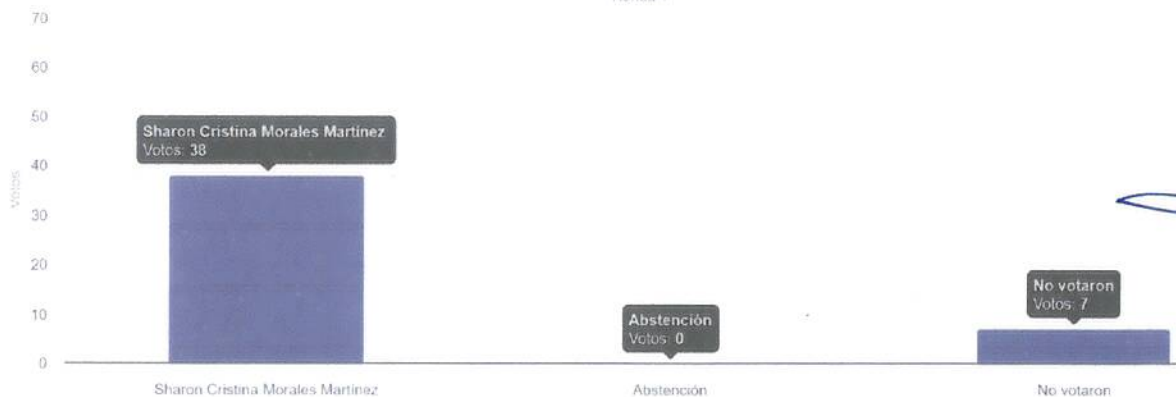 70
60
50
40
30
20
10
0
Votos
Sharon Cristina Morales Martínez
Votos: 38
Abstención
Votos: 0
No votaron
Votos: 7
Sharon Cristina Morales Martínez
Abstención
No votaron